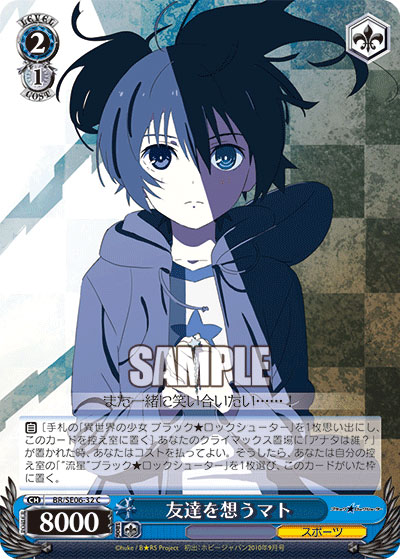 LEVEL
2
1
COST
SAMPLE
また一緒に笑い合いたい……!
自 [手札の「異世界の少女 ブラック★ロックシューター」を1枚思い出にし、
このカードを控え室に置く] あなたのクライマックス置場に「アナタは誰?」
が置かれた時、あなたはコストを払ってよい。そうしたら、あなたは自分の控
え室の「“流星”ブラック★ロックシューター」を1枚選び、このカードがいた枠
に置く。
CH
BR/SE06-32 C
POWER
8000
友達を想うマト
スポーツ
©huke / B★RS Project 初出:ホビージャパン2010年9月号